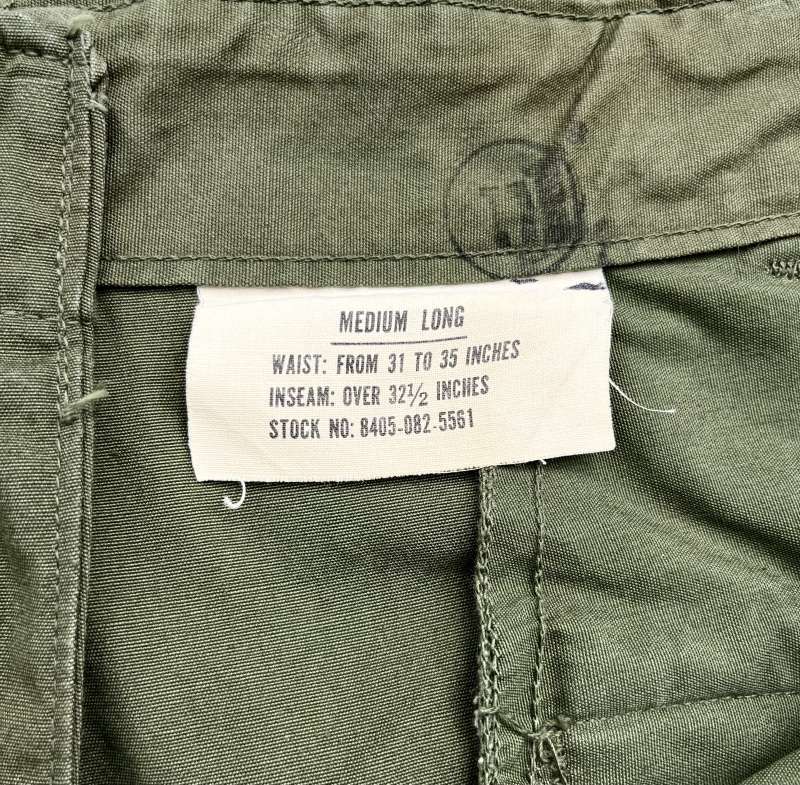 MEDIUM LONG
WAIST: FROM 31 TO 35 INCHES
INSEAM: OVER 32½ INCHES
STOCK NO: 8405-082-5561